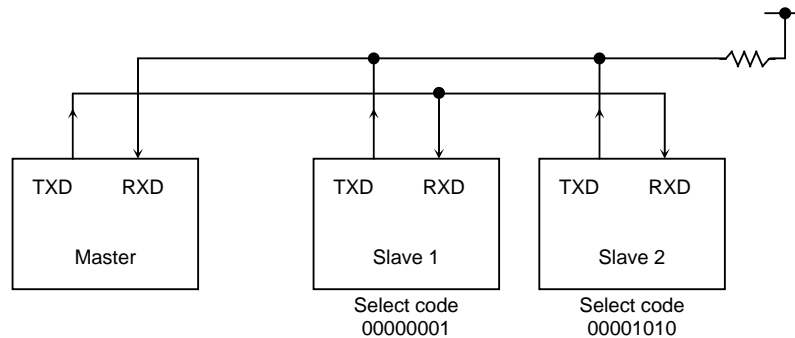 TXD RXD TXD RXD TXD RXD
Master Slave 1 Slave 2
Select code Select code
00000001 00001010